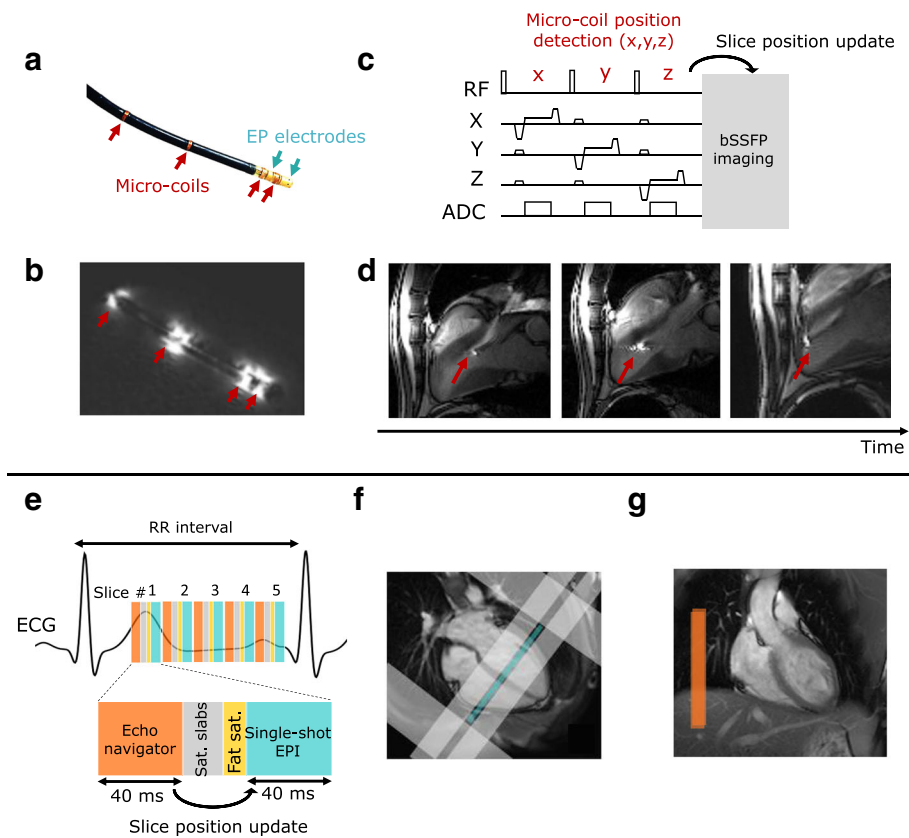 a
EP electrodes
Micro-coils
b
c
Micro-coil position
detection (x,y,z)
Slice position update
RF
x
y
z
X
Y
Z
ADC
bSSFP
imaging
d
Time
e
RR interval
Slice #1 2 3 4 5
ECG
Echo
navigator
Sat. slabs
Fat sat.
Single-shot
EPI
40 ms
40 ms
Slice position update
f
g